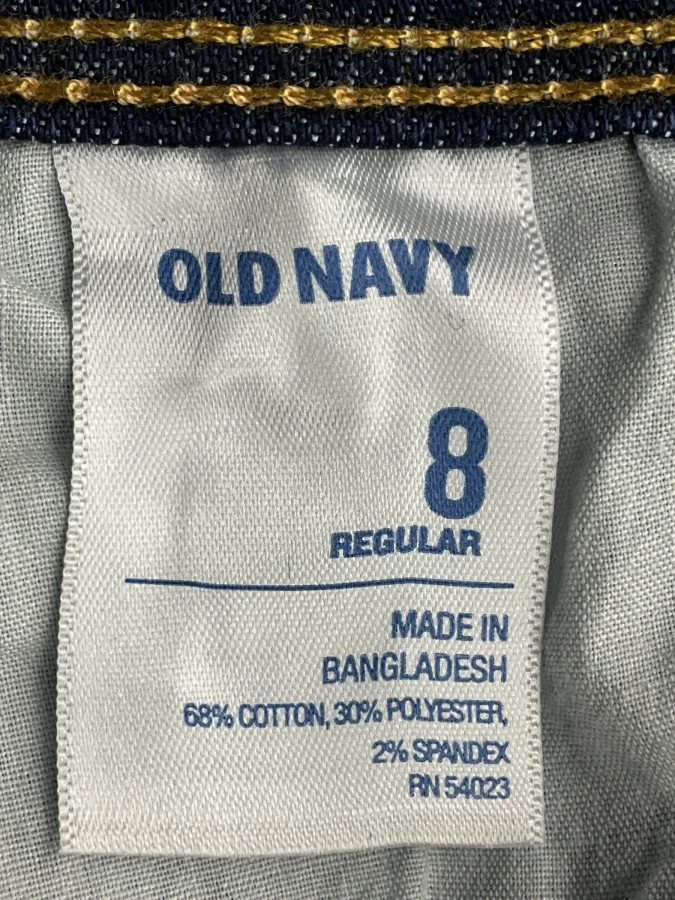 OLD NAVY
8
REGULAR
MADE IN
BANGLADESH
68% COTTON, 30% POLYESTER,
2% SPANDEX
RN 54023